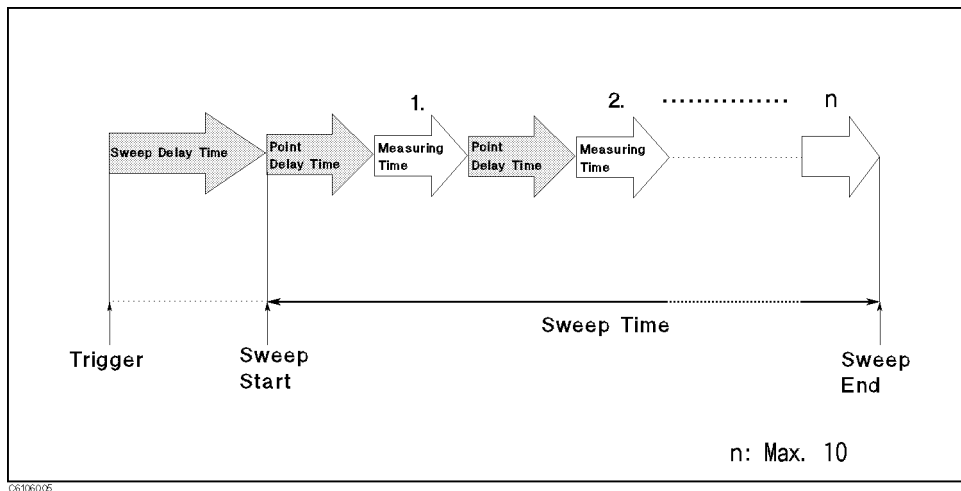 1.
2.
n
Sweep Delay Time
Point
Delay Time
Measuring
Time
Point
Delay Time
Measuring
Time
Sweep Time
Trigger
Sweep
Start
Sweep
End
n: Max. 10
C6106005